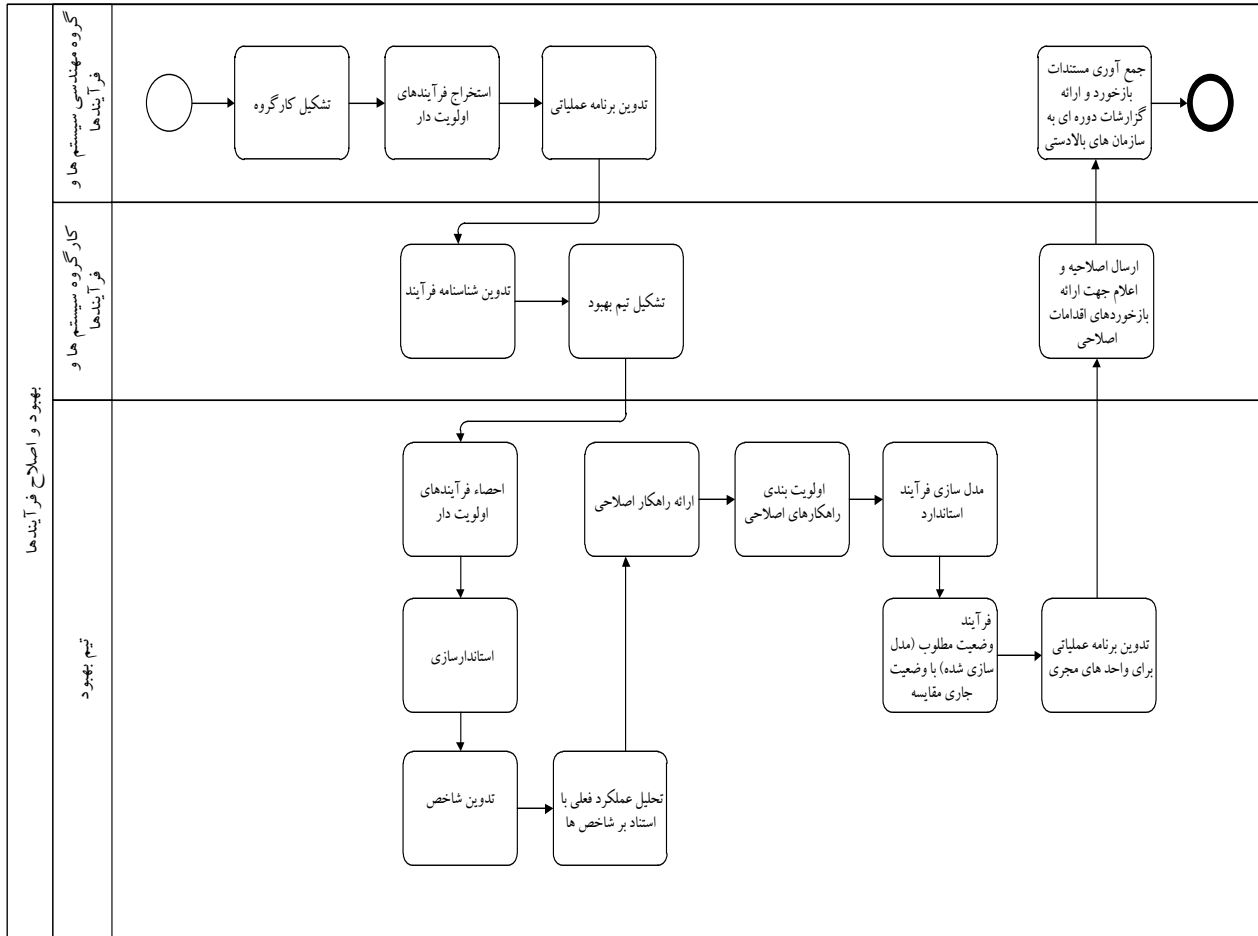 بهبود و اصلاح فرآیندها
گروه مهندسی سیستم ها و
فرآیندها
تشکیل کارگروه
استخراج فرآیندهای
اولویت دار
تدوین برنامه عملیاتی
جمع آوری مستندات
بازخورد و ارائه
گزارشات دوره ای به
سازمان های بالادستی
کارگروه سیستم ها و
فرآیندها
تدوین شناسنامه فرآیند
تشکیل تیم بهبود
ارسال اصلاحیه و
اعلام جهت ارائه
بازخوردهای اقدامات
اصلاحی
تیم بهبود
احصاء فرآیندهای
اولویت دار
استاندارسازی
تدوین شاخص
تحلیل عملکرد فعلی با
استناد بر شاخص ها
ارائه راهکار اصلاحی
اولویت بندی
راهکارهای اصلاحی
مدل سازی فرآیند
استاندارد
فرآیند
وضعیت مطلوب (مدل
سازی شده) با وضعیت
جاری مقایسه
تدوین برنامه عملیاتی
برای واحد های مجری